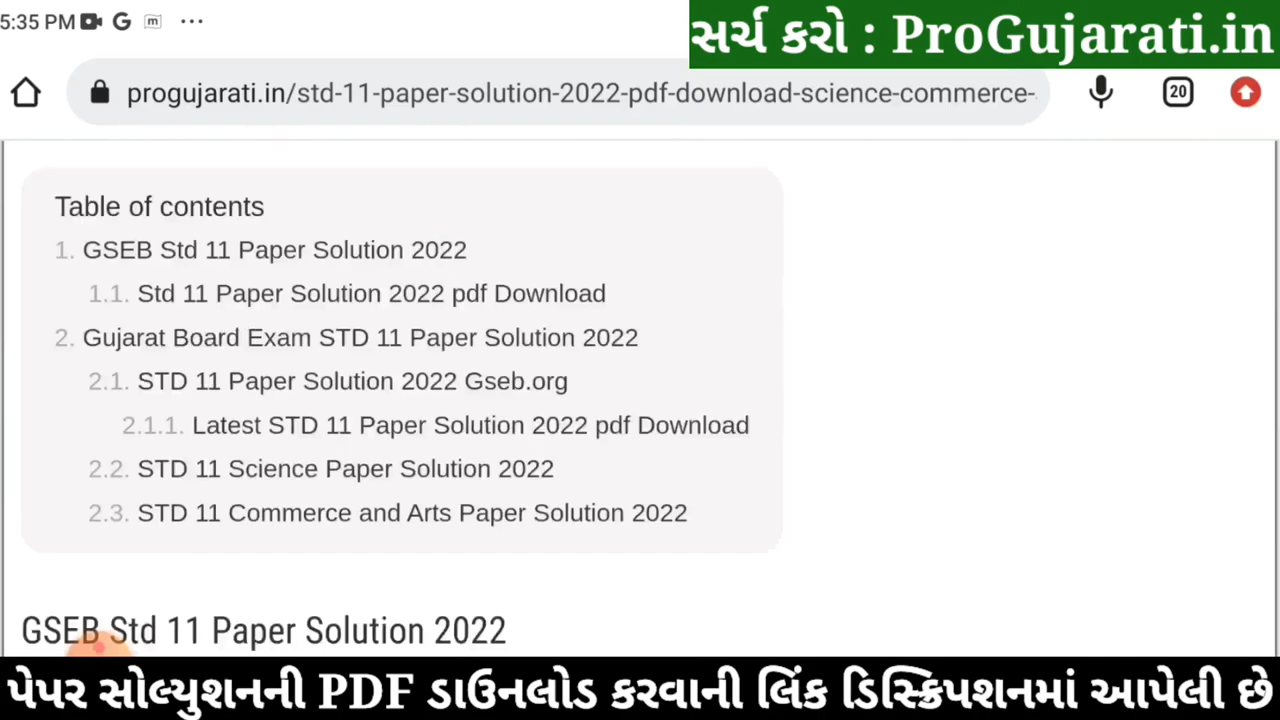 5:35 PM
સર્ચ કરો : ProGujarati.in
progujarati.in/std-11-paper-solution-2022-pdf-download-science-commerce-
20
Table of contents
1. GSEB Std 11 Paper Solution 2022
1.1. Std 11 Paper Solution 2022 pdf Download
2. Gujarat Board Exam STD 11 Paper Solution 2022
2.1. STD 11 Paper Solution 2022 Gseb.org
2.1.1. Latest STD 11 Paper Solution 2022 pdf Download
2.2. STD 11 Science Paper Solution 2022
2.3. STD 11 Commerce and Arts Paper Solution 2022
GSEB Std 11 Paper Solution 2022
પેપર સોલ્યુશનની PDF ડાઉનલોડ કરવાની લિંક ડિસ્ક્રિપશનમાં આપેલી છે